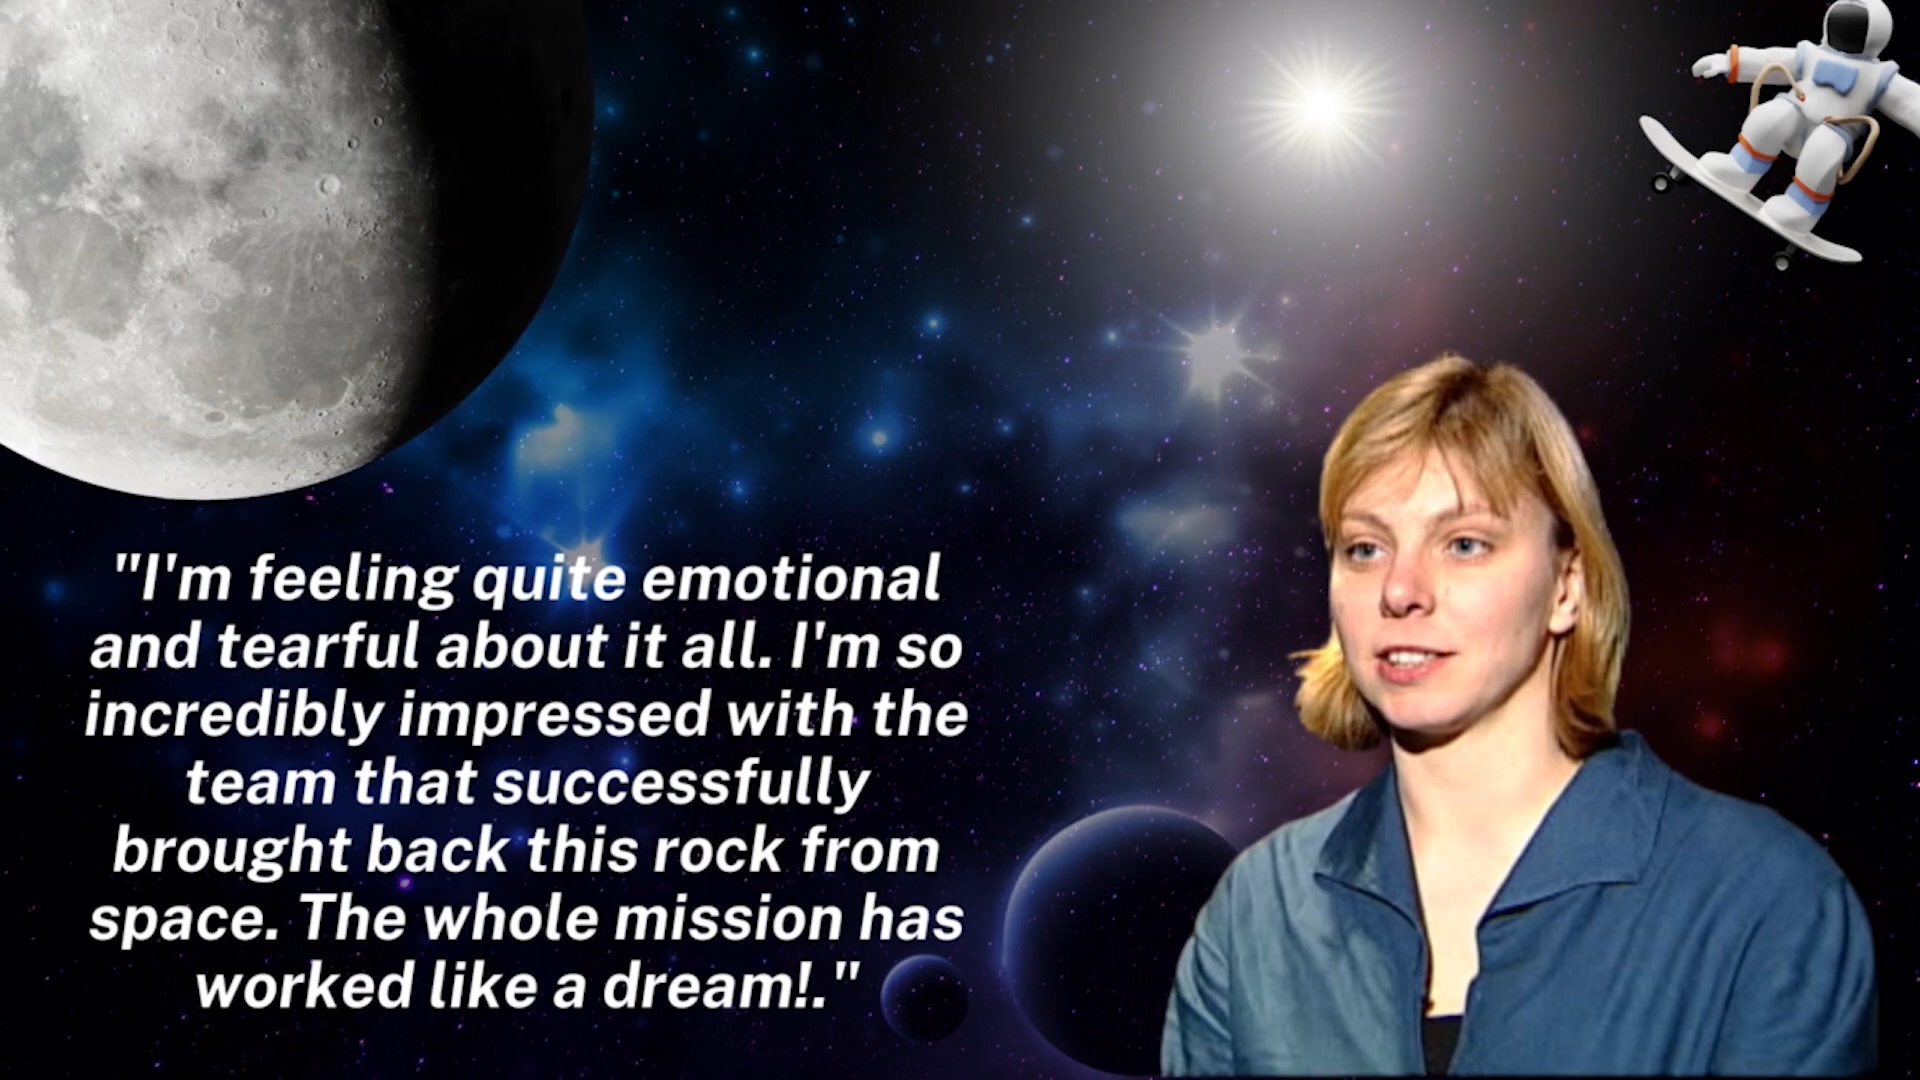 "I'm feeling quite emotional
and tearful about it all. I'm so
incredibly impressed with the
team that successfully
brought back this rock from
space. The whole mission has
worked like a dream!."